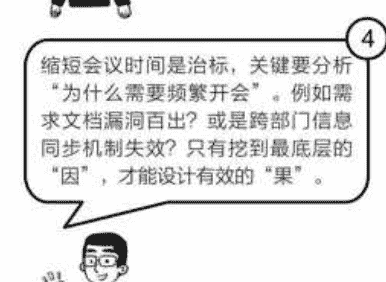 4
缩短会议时间是治标，关键要分析
“为什么需要频繁开会”。例如需
求文档漏洞百出？或是跨部门信息
同步机制失效？只有挖到最底层的
“因”，才能设计有效的“果”。